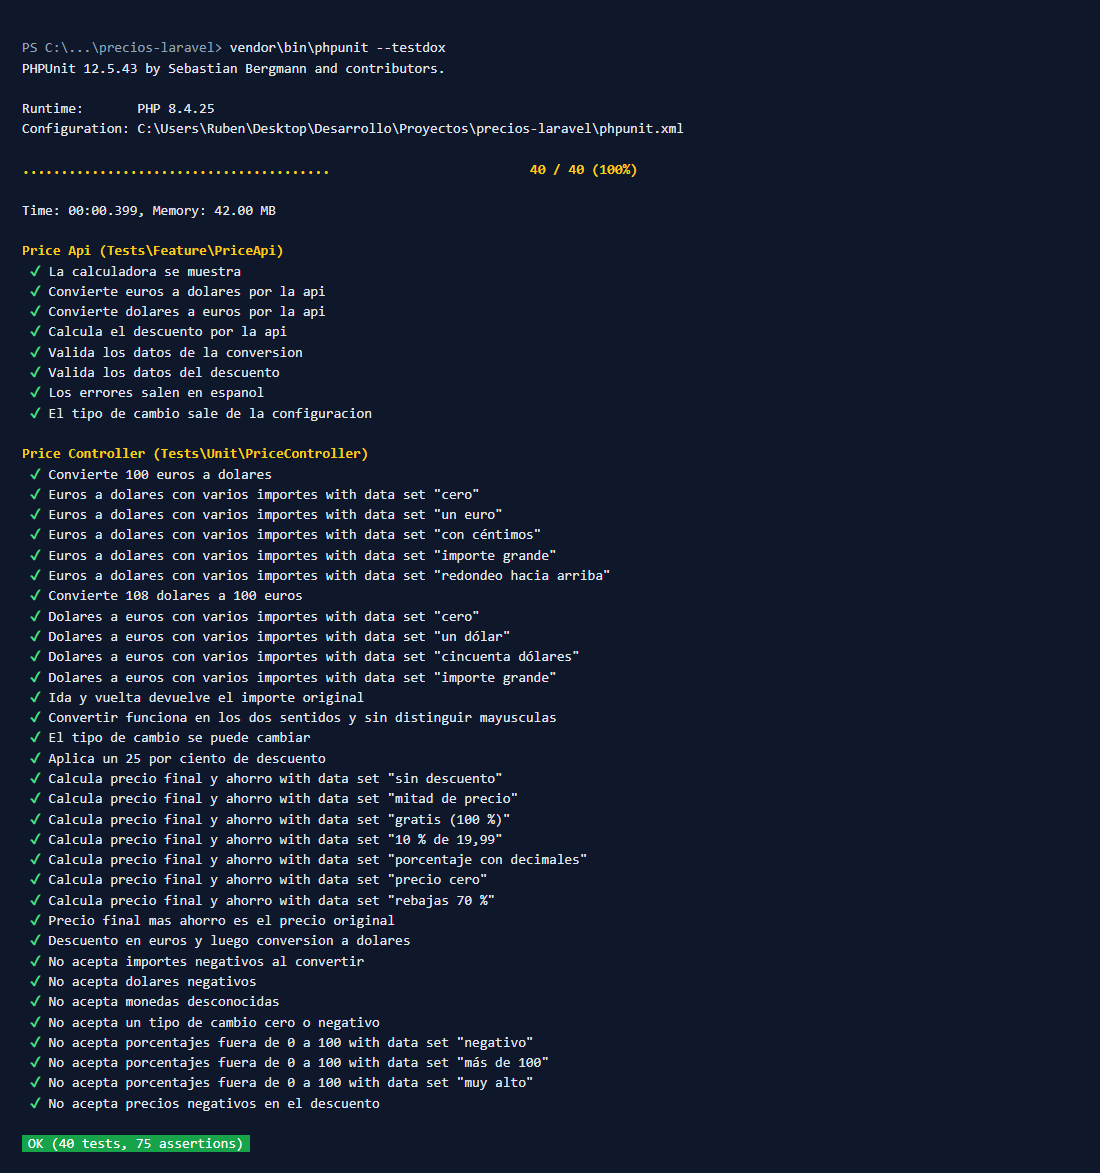 PS C:\...\precios-laravel> vendor\bin\phpunit --testdox
PHPUnit 12.5.43 by Sebastian Bergmann and contributors.
Runtime:       PHP 8.4.25
Configuration: C:\Users\Ruben\Desktop\Desarrollo\Proyectos\precios-laravel\phpunit.xml
........................................                          40 / 40 (100%)
Time: 00:00.399, Memory: 42.00 MB
Price Api (Tests\Feature\PriceApi)
✓ La calculadora se muestra
✓ Convierte euros a dolares por la api
✓ Convierte dolares a euros por la api
✓ Calcula el descuento por la api
✓ Valida los datos de la conversion
✓ Valida los datos del descuento
✓ Los errores salen en espanol
✓ El tipo de cambio sale de la configuracion
Price Controller (Tests\Unit\PriceController)
✓ Convierte 100 euros a dolares
✓ Euros a dolares con varios importes with data set "cero"
✓ Euros a dolares con varios importes with data set "un euro"
✓ Euros a dolares con varios importes with data set "con céntimos"
✓ Euros a dolares con varios importes with data set "importe grande"
✓ Euros a dolares con varios importes with data set "redondeo hacia arriba"
✓ Convierte 108 dolares a 100 euros
✓ Dolares a euros con varios importes with data set "cero"
✓ Dolares a euros con varios importes with data set "un dólar"
✓ Dolares a euros con varios importes with data set "cincuenta dólares"
✓ Dolares a euros con varios importes with data set "importe grande"
✓ Ida y vuelta devuelve el importe original
✓ Convertir funciona en los dos sentidos y sin distinguir mayusculas
✓ El tipo de cambio se puede cambiar
✓ Aplica un 25 por ciento de descuento
✓ Calcula precio final y ahorro with data set "sin descuento"
✓ Calcula precio final y ahorro with data set "mitad de precio"
✓ Calcula precio final y ahorro with data set "gratis (100 %)"
✓ Calcula precio final y ahorro with data set "10 % de 19,99"
✓ Calcula precio final y ahorro with data set "porcentaje con decimales"
✓ Calcula precio final y ahorro with data set "precio cero"
✓ Calcula precio final y ahorro with data set "rebajas 70 %"
✓ Precio final mas ahorro es el precio original
✓ Descuento en euros y luego conversion a dolares
✓ No acepta importes negativos al convertir
✓ No acepta dolares negativos
✓ No acepta monedas desconocidas
✓ No acepta un tipo de cambio cero o negativo
✓ No acepta porcentajes fuera de 0 a 100 with data set "negativo"
✓ No acepta porcentajes fuera de 0 a 100 with data set "más de 100"
✓ No acepta porcentajes fuera de 0 a 100 with data set "muy alto"
✓ No acepta precios negativos en el descuento
OK (40 tests, 75 assertions)